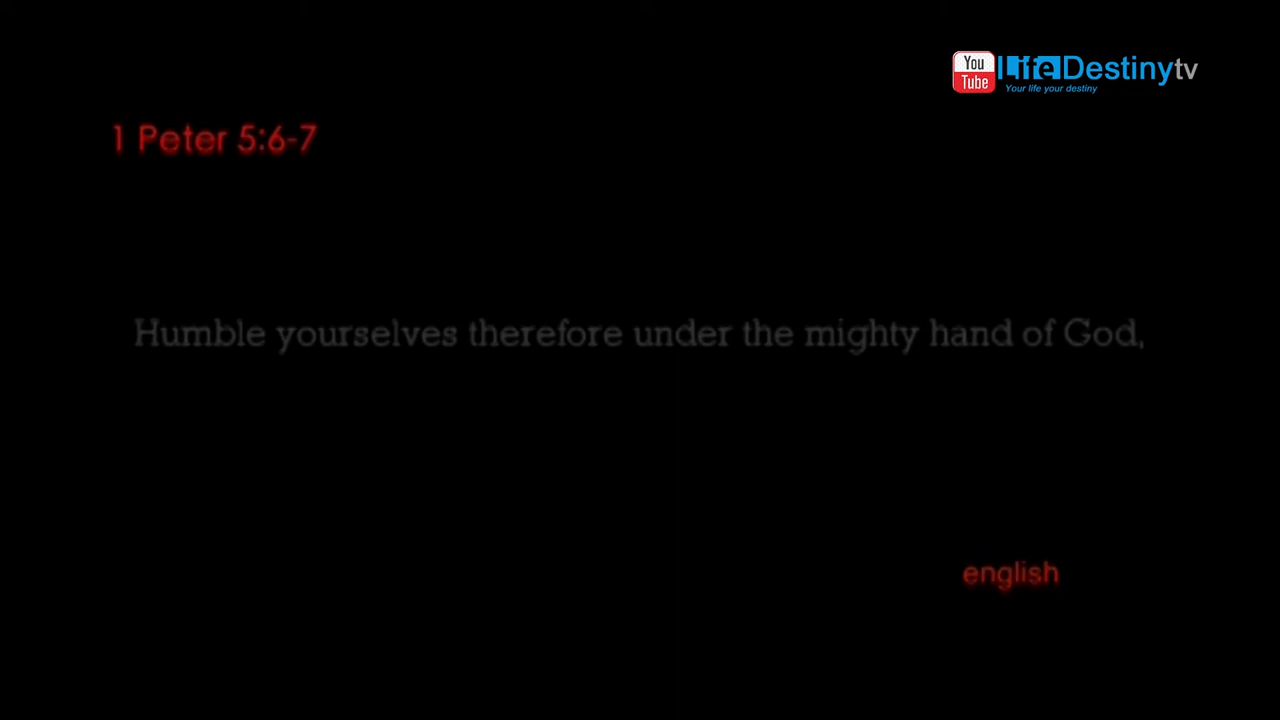 You
Tube
LifeDestinytv
Your life your destiny
1 Peter 5:6-7
Humble yourselves therefore under the mighty hand of God,
english